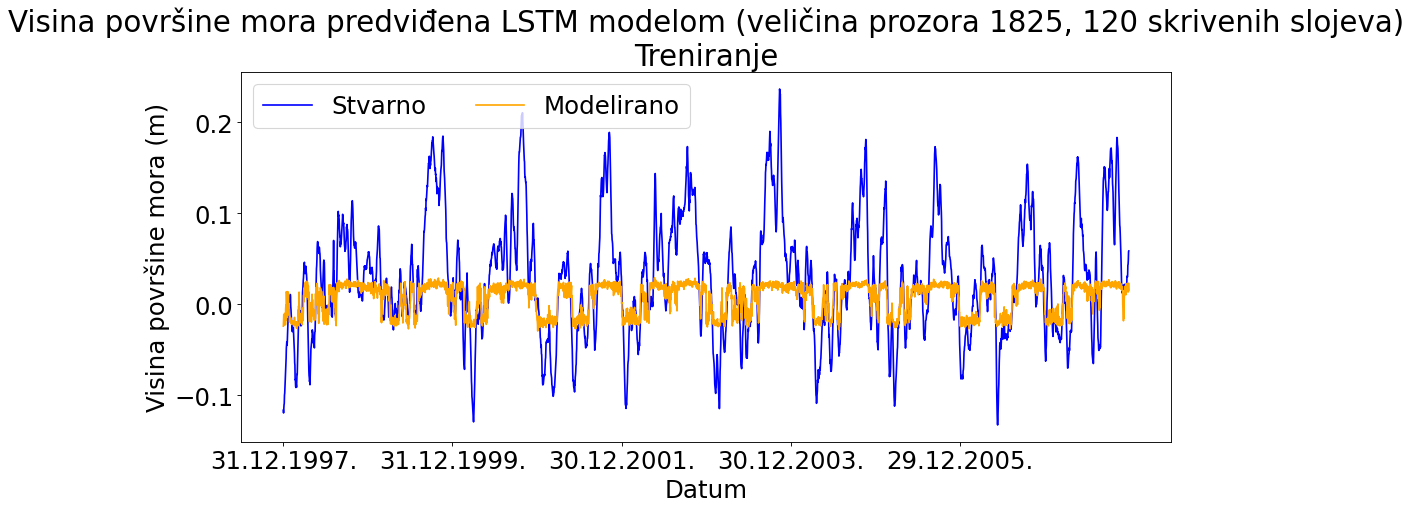 Visina površine mora predviđena LSTM modelom (veličina prozora 1825, 120 skrivenih slojeva)
Treniranje
Stvarno
Modelirano
Visina površine mora (m)
0.2
0.1
0.0
−0.1
31.12.1997.
31.12.1999.
30.12.2001.
30.12.2003.
29.12.2005.
Datum